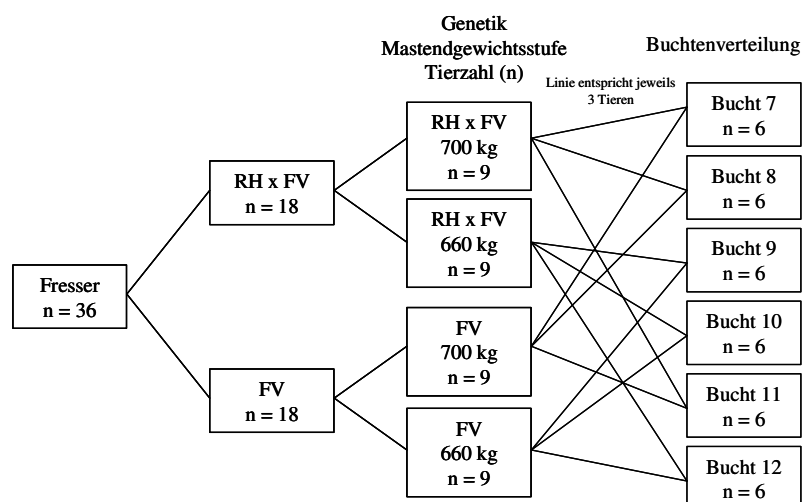 Genetik
Mastendgewichtsstufe
Tierzahl (n)
Buchtenverteilung
Linie entspricht jeweils
3 Tieren
Fresser
n = 36
RH x FV
n = 18
FV
n = 18
RH x FV
700 kg
n = 9
RH x FV
660 kg
n = 9
FV
700 kg
n = 9
FV
660 kg
n = 9
Bucht 7
n = 6
Bucht 8
n = 6
Bucht 9
n = 6
Bucht 10
n = 6
Bucht 11
n = 6
Bucht 12
n = 6